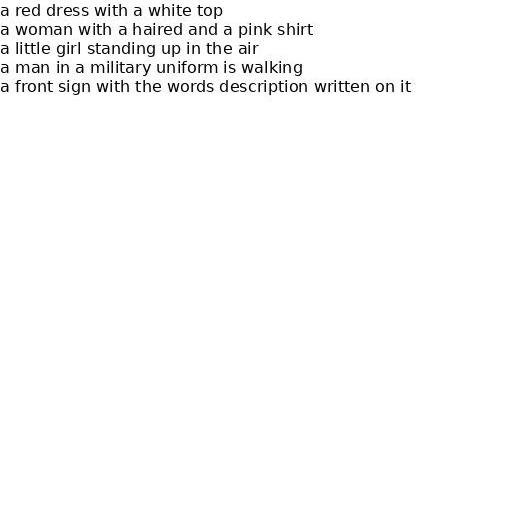 a red dress with a white top
a woman with a haired and a pink shirt
a little girl standing up in the air
a man in a military uniform is walking
a front sign with the words description written on it